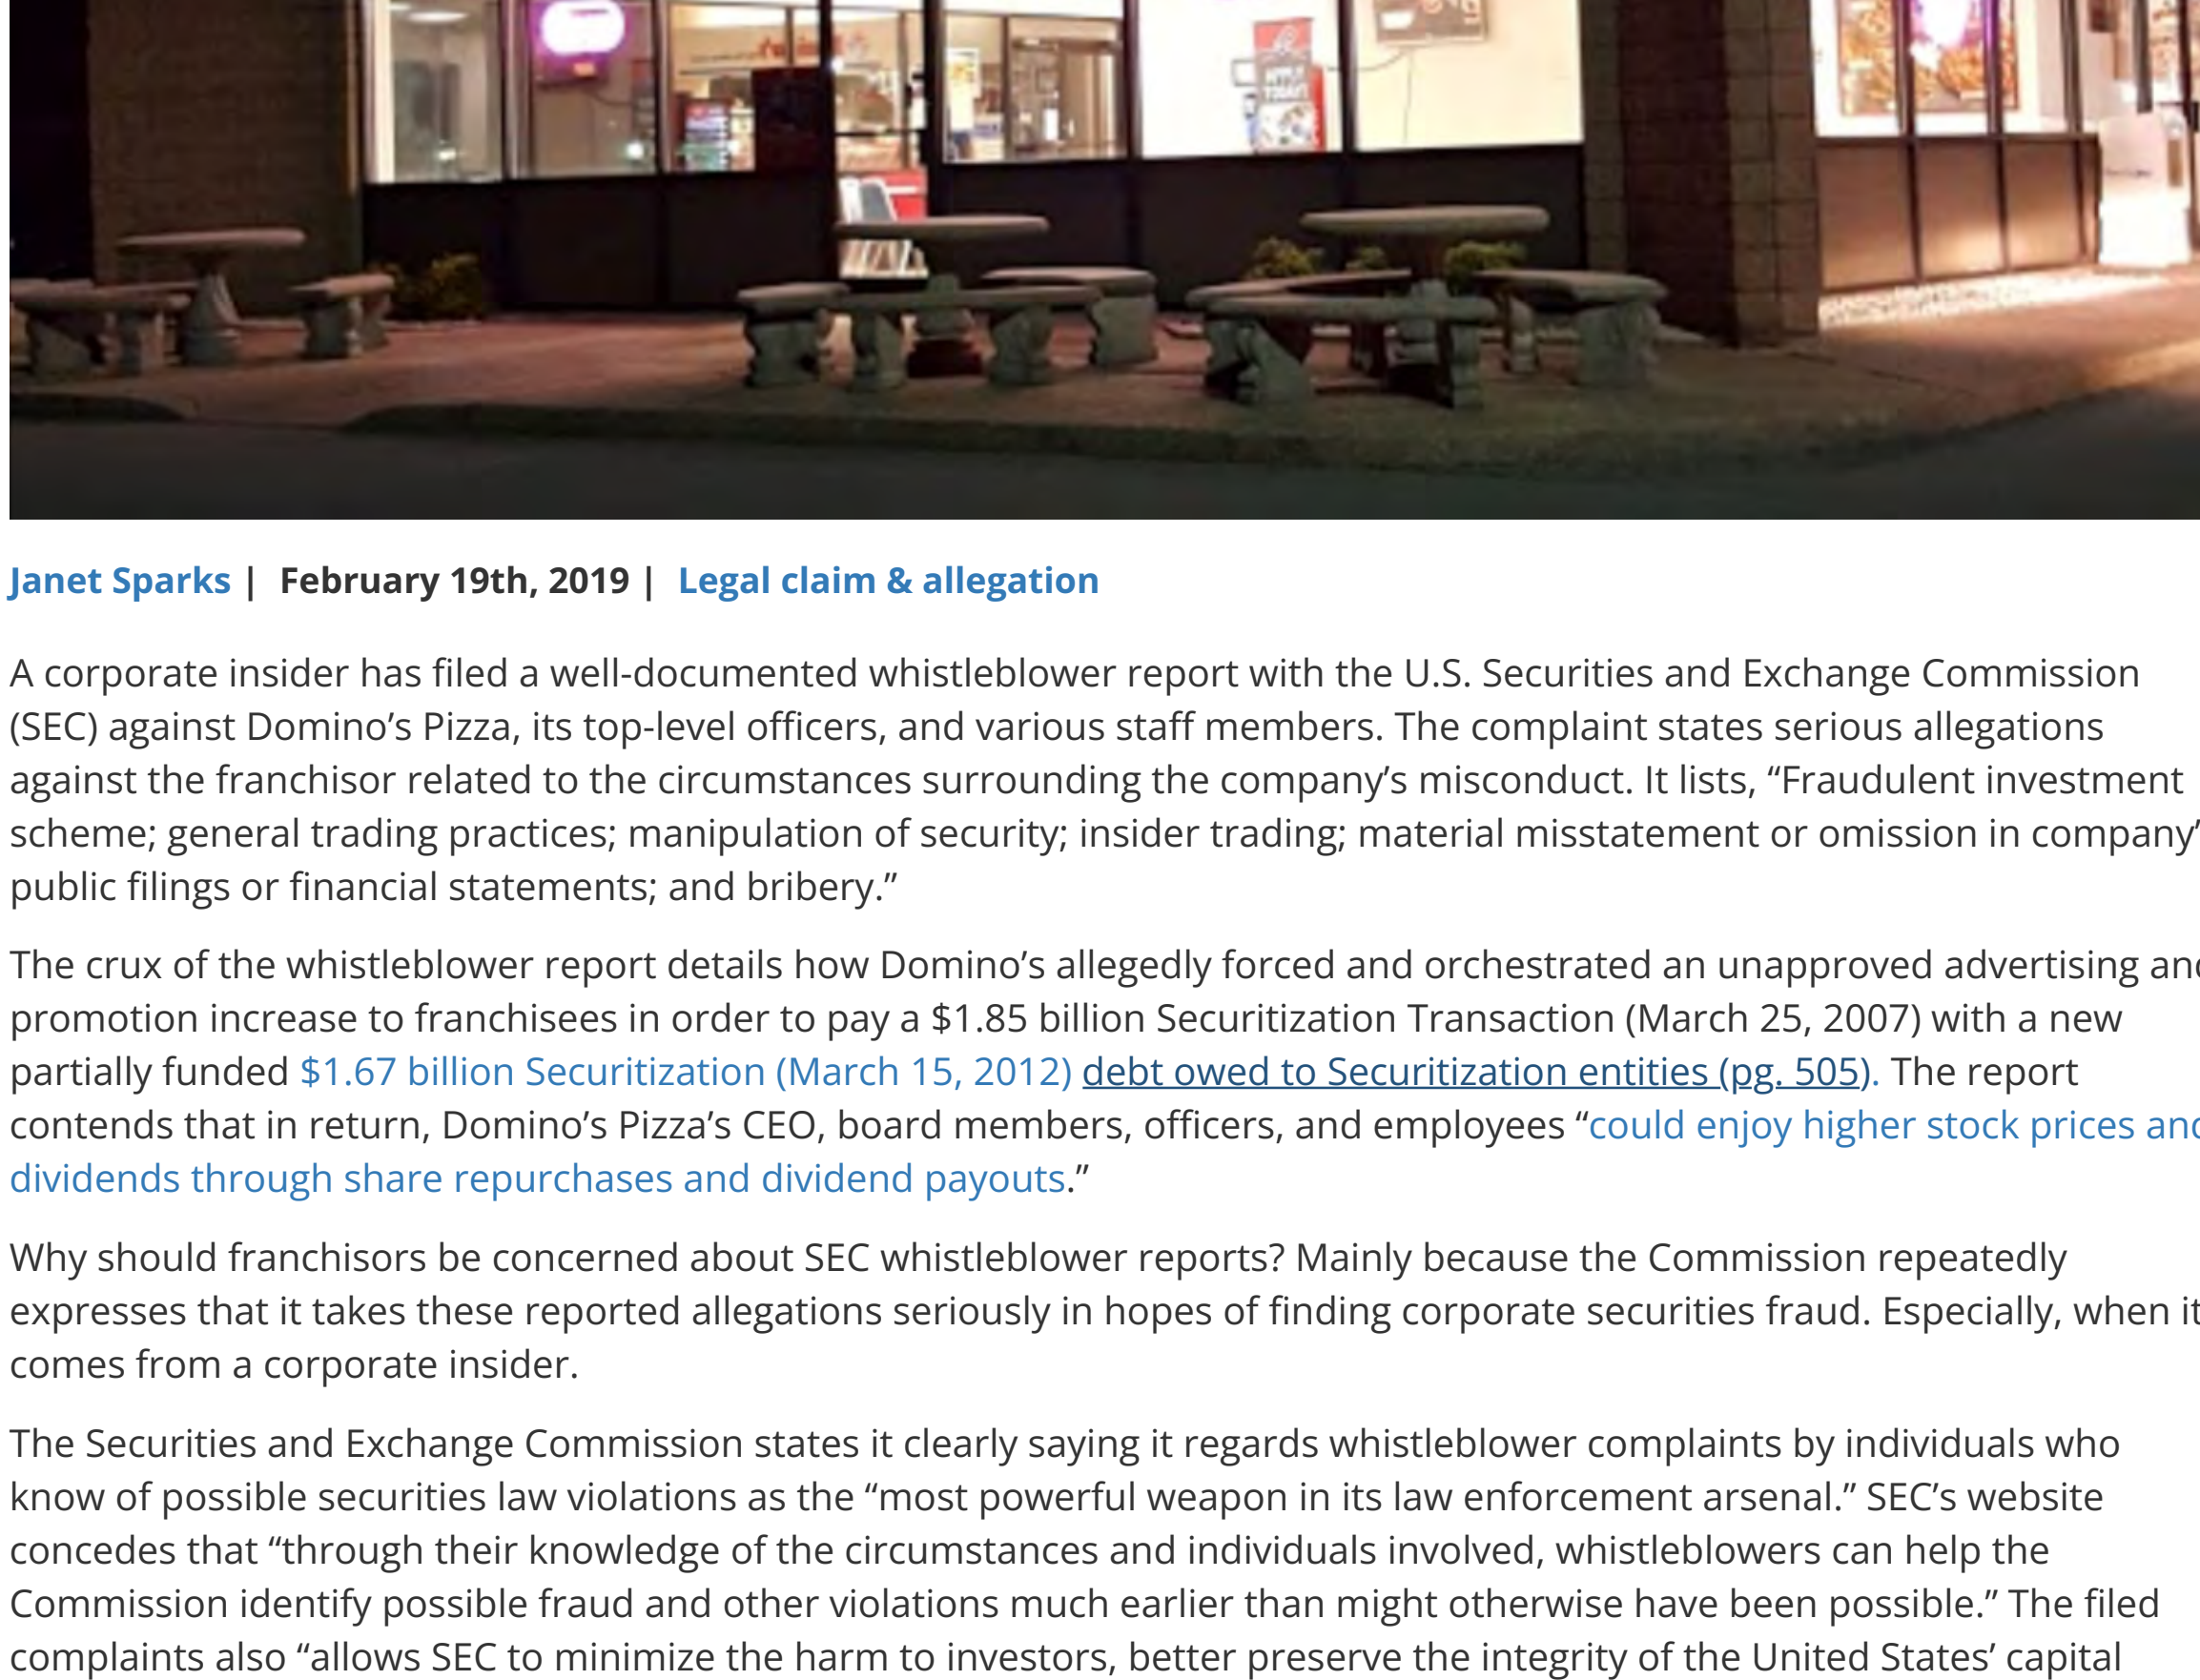 APPLY
TODAY!
Janet Sparks | February 19th, 2019 | Legal claim & allegation
A corporate insider has filed a well-documented whistleblower report with the U.S. Securities and Exchange Commission
(SEC) against Domino’s Pizza, its top-level officers, and various staff members. The complaint states serious allegations
against the franchisor related to the circumstances surrounding the company’s misconduct. It lists, “Fraudulent investment
scheme; general trading practices; manipulation of security; insider trading; material misstatement or omission in company’
public filings or financial statements; and bribery.”
The crux of the whistleblower report details how Domino’s allegedly forced and orchestrated an unapproved advertising and
promotion increase to franchisees in order to pay a $1.85 billion Securitization Transaction (March 25, 2007) with a new
partially funded $1.67 billion Securitization (March 15, 2012) debt owed to Securitization entities (pg. 505). The report
contends that in return, Domino’s Pizza’s CEO, board members, officers, and employees “could enjoy higher stock prices and
dividends through share repurchases and dividend payouts.”
Why should franchisors be concerned about SEC whistleblower reports? Mainly because the Commission repeatedly
expresses that it takes these reported allegations seriously in hopes of finding corporate securities fraud. Especially, when it
comes from a corporate insider.
The Securities and Exchange Commission states it clearly saying it regards whistleblower complaints by individuals who
know of possible securities law violations as the “most powerful weapon in its law enforcement arsenal.” SEC’s website
concedes that “through their knowledge of the circumstances and individuals involved, whistleblowers can help the
Commission identify possible fraud and other violations much earlier than might otherwise have been possible.” The filed
complaints also “allows SEC to minimize the harm to investors, better preserve the integrity of the United States’ capital